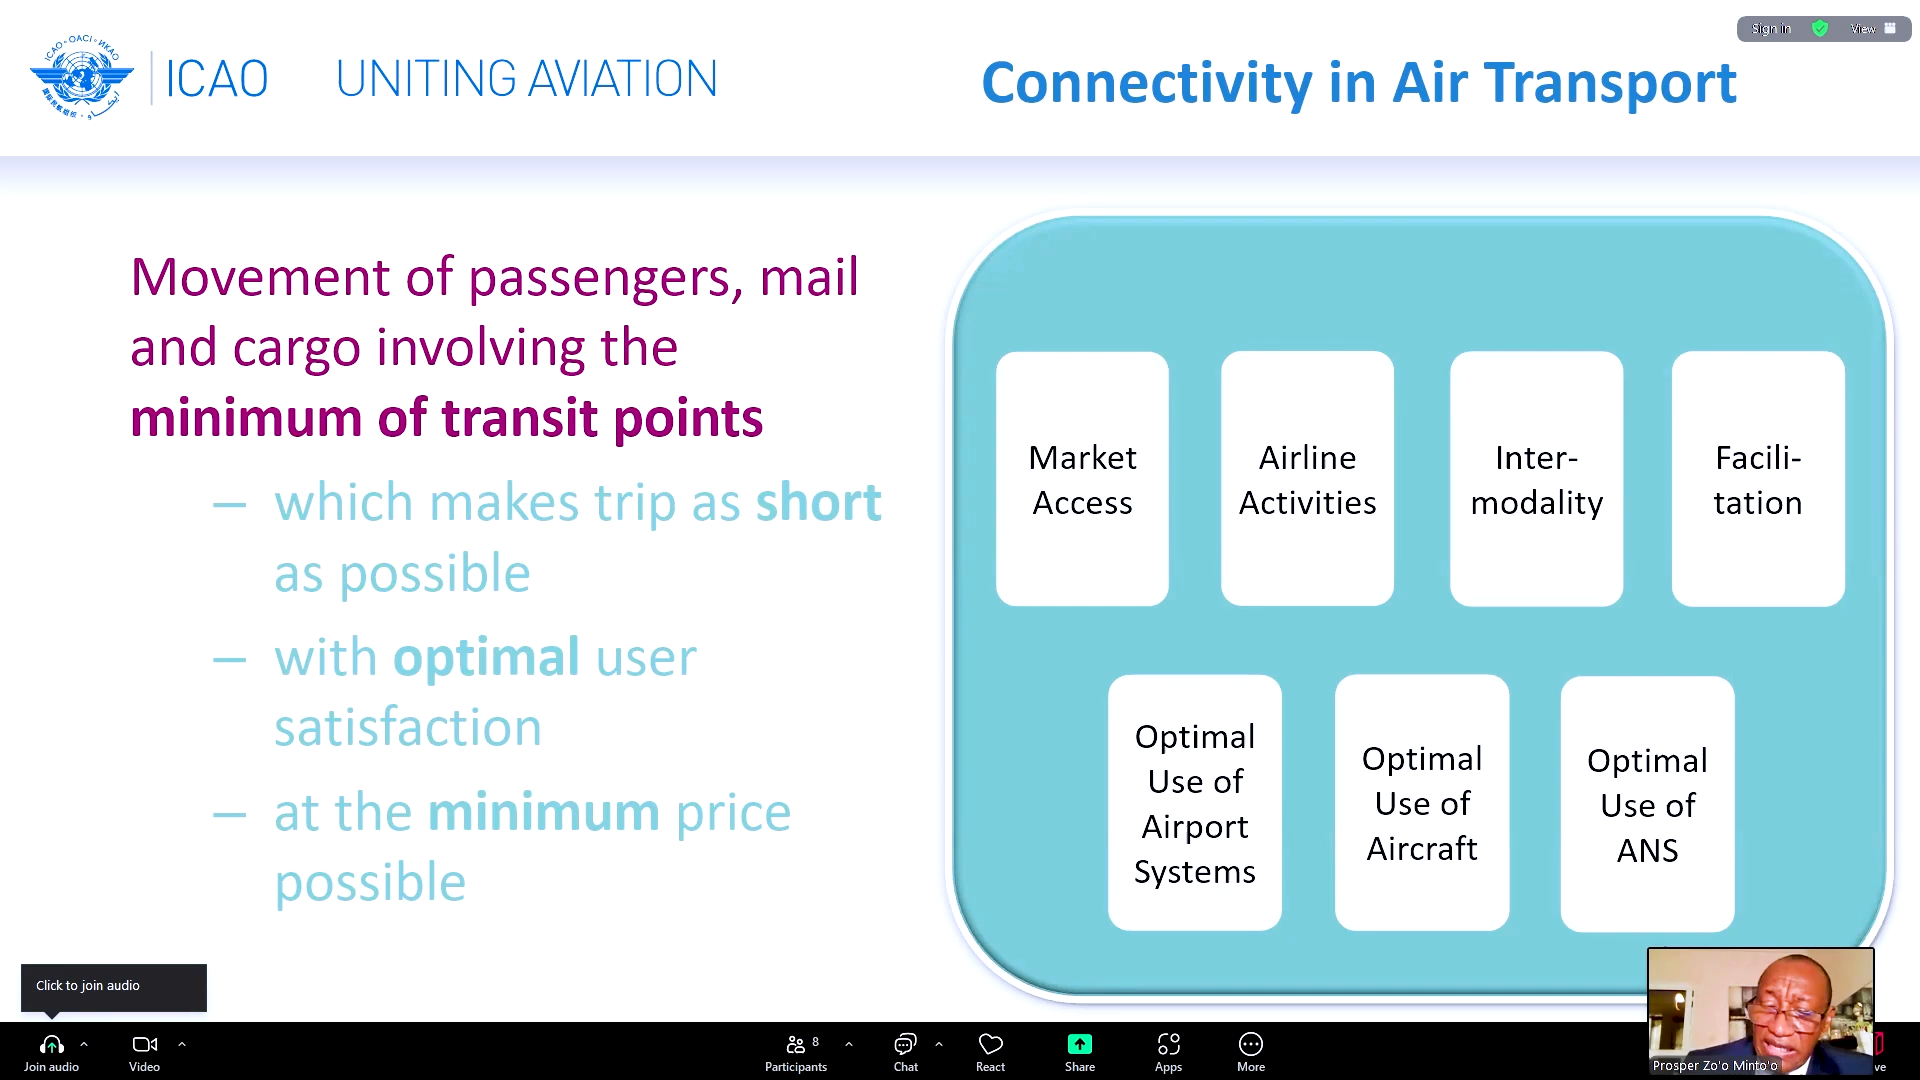 Sign in
View
ICAO · OACI · ИКАО
ICAO
UNITING AVIATION
Connectivity in Air Transport
Movement of passengers, mail
and cargo involving the
minimum of transit points
– which makes trip as short
as possible
– with optimal user
satisfaction
– at the minimum price
possible
Market
Access
Airline
Activities
Inter-
modality
Facili-
tation
Optimal
Use of
Airport
Systems
Optimal
Use of
Aircraft
Optimal
Use of
ANS
Click to join audio
Join audio
Video
Participants
8
Chat
React
Share
Apps
More
Prosper Zo'o Minto'o